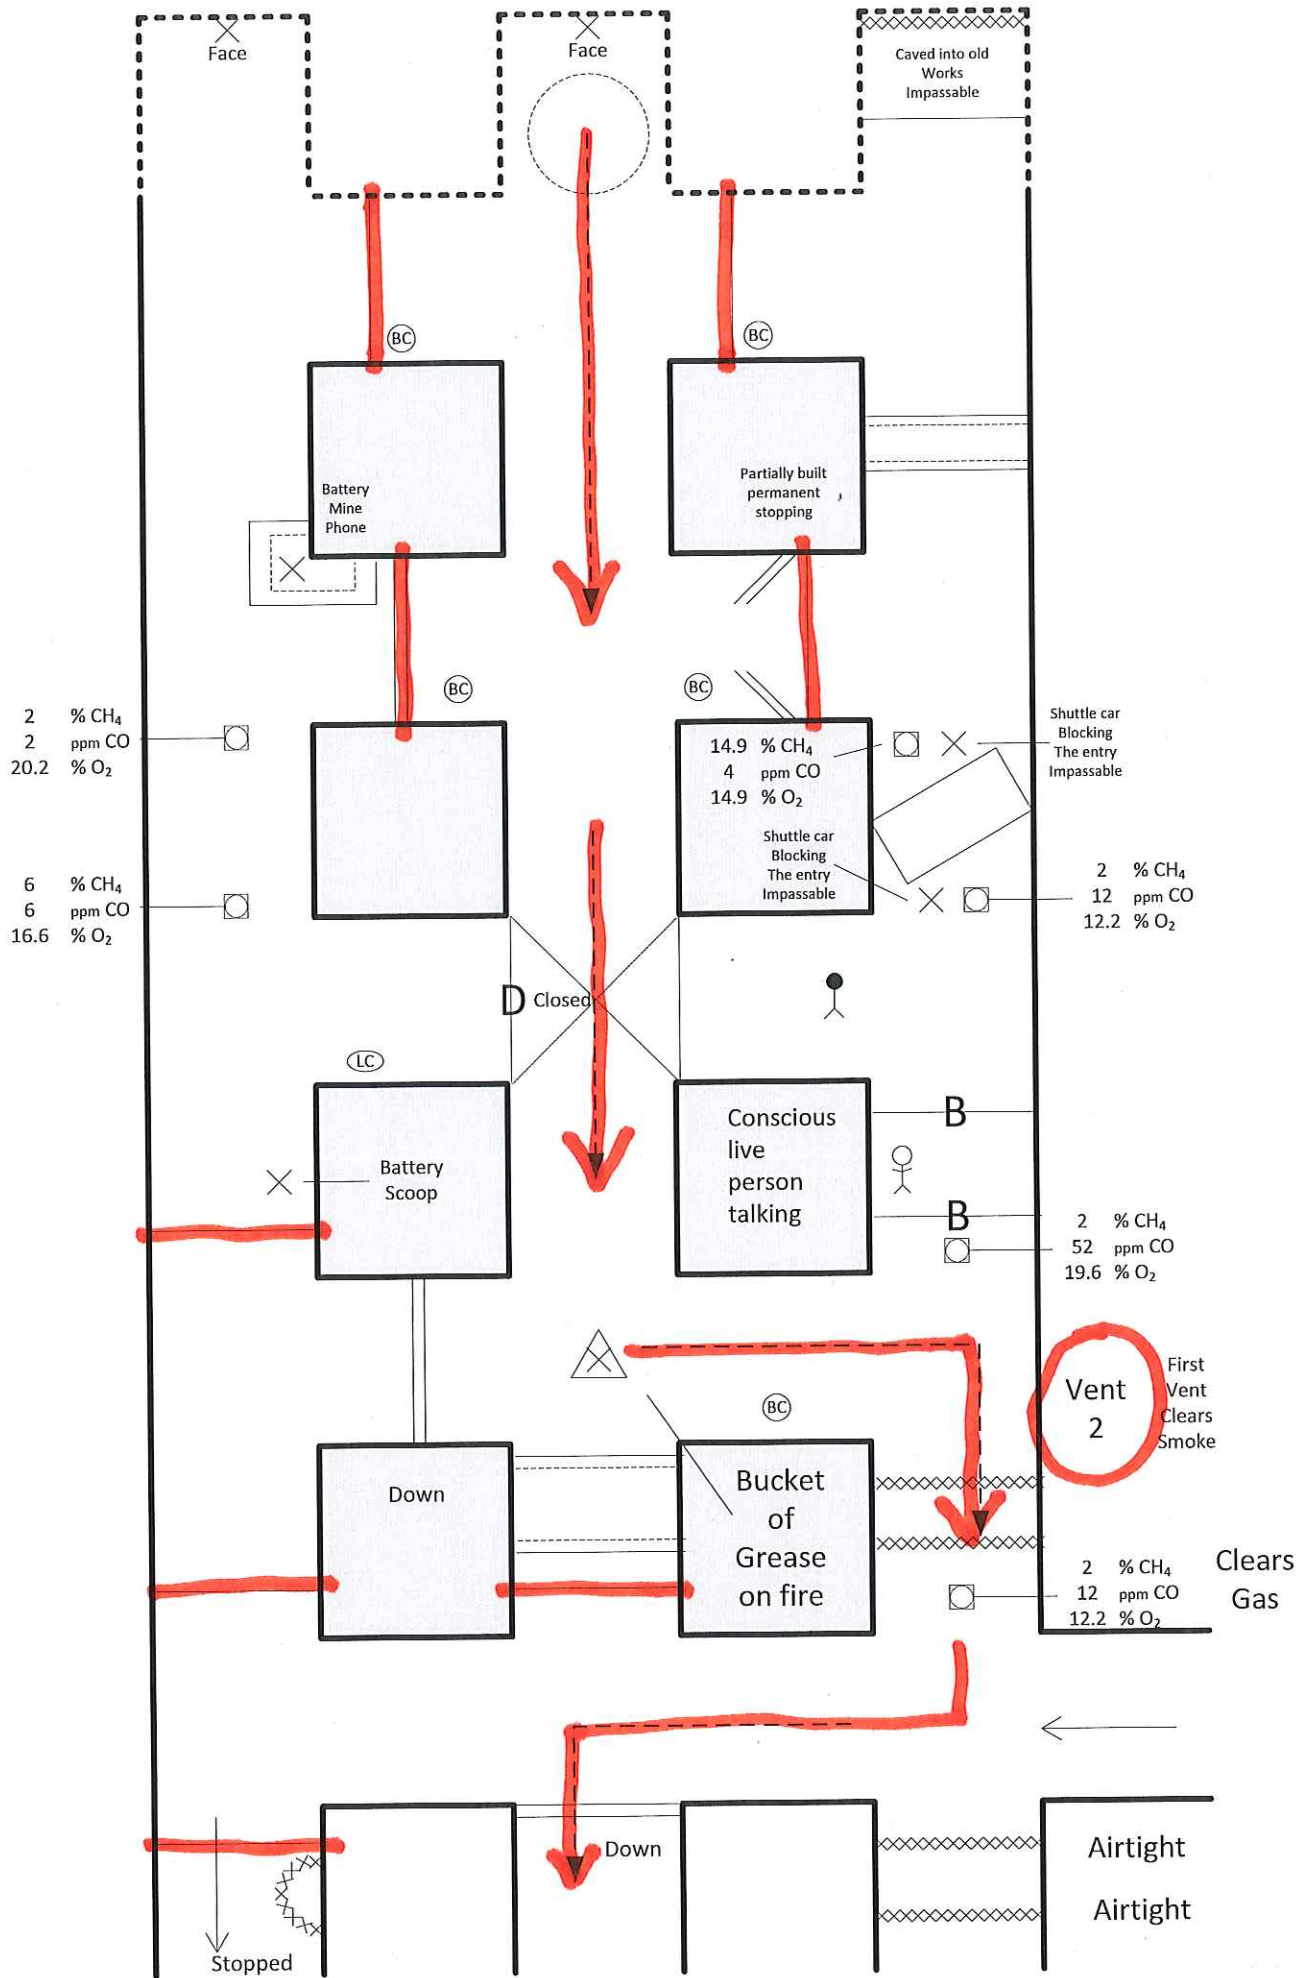 Face
Face
Caved into old
Works
Impassable
BC
BC
Battery
Mine
Phone
Partially built
permanent
stopping
BC
BC
2 % CH₄
2 ppm CO
20.2 % O₂
14.9 % CH₄
4 ppm CO
14.9 % O₂
Shuttle car
Blocking
The entry
Impassable
Shuttle car
Blocking
The entry
Impassable
6 % CH₄
6 ppm CO
16.6 % O₂
2 % CH₄
12 ppm CO
12.2 % O₂
D Closed
LC
Battery
Scoop
Conscious
live
person
talking
B
B
2 % CH₄
52 ppm CO
19.6 % O₂
Vent
2
First
Vent
Clears
Smoke
BC
Down
Bucket
of
Grease
on fire
2 % CH₄
12 ppm CO
12.2 % O₂
Clears
Gas
Down
Airtight
Airtight
Stopped